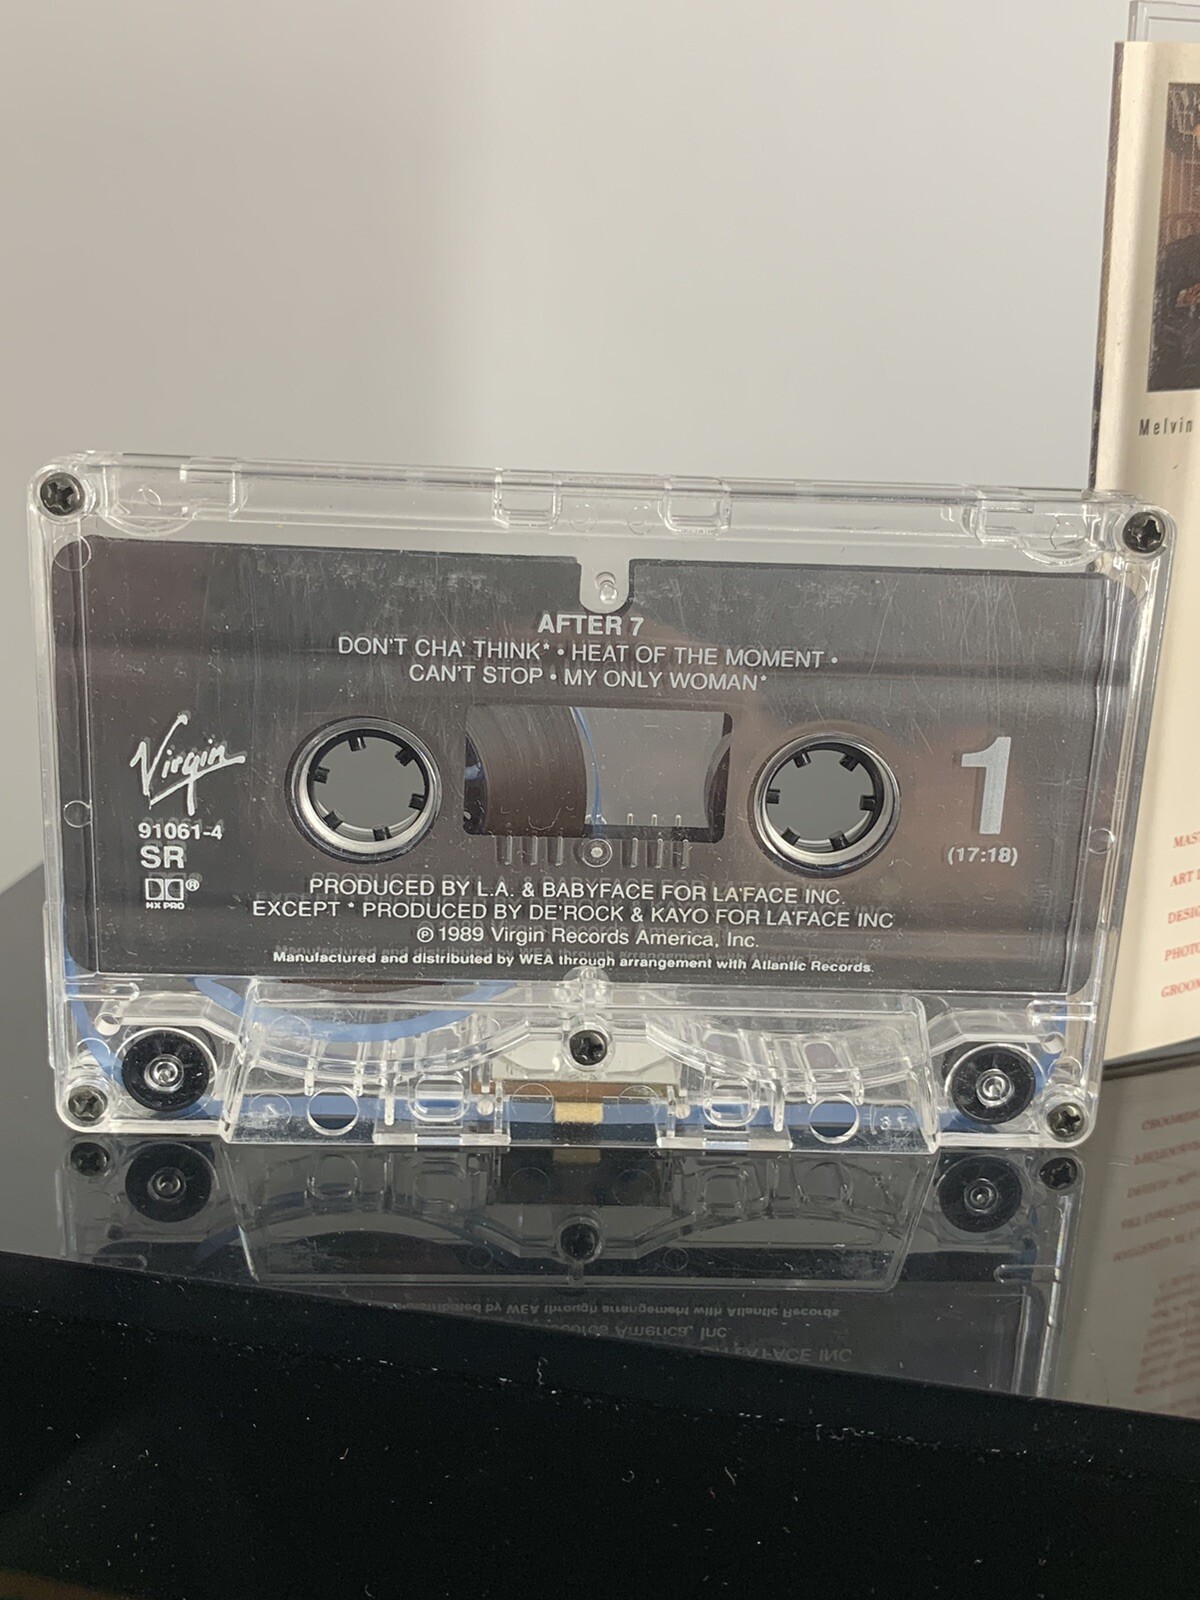 AFTER 7
DON'T CHA' THINK* • HEAT OF THE MOMENT •
CAN'T STOP • MY ONLY WOMAN*
Virgin
91061-4
SR
HX PRO
1
(17:18)
PRODUCED BY L.A. & BABYFACE FOR LA'FACE INC.
EXCEPT * PRODUCED BY DE'ROCK & KAYO FOR LA'FACE INC
℗ 1989 Virgin Records America, Inc.
Manufactured and distributed by WEA through arrangement with Atlantic Records.
Melvin